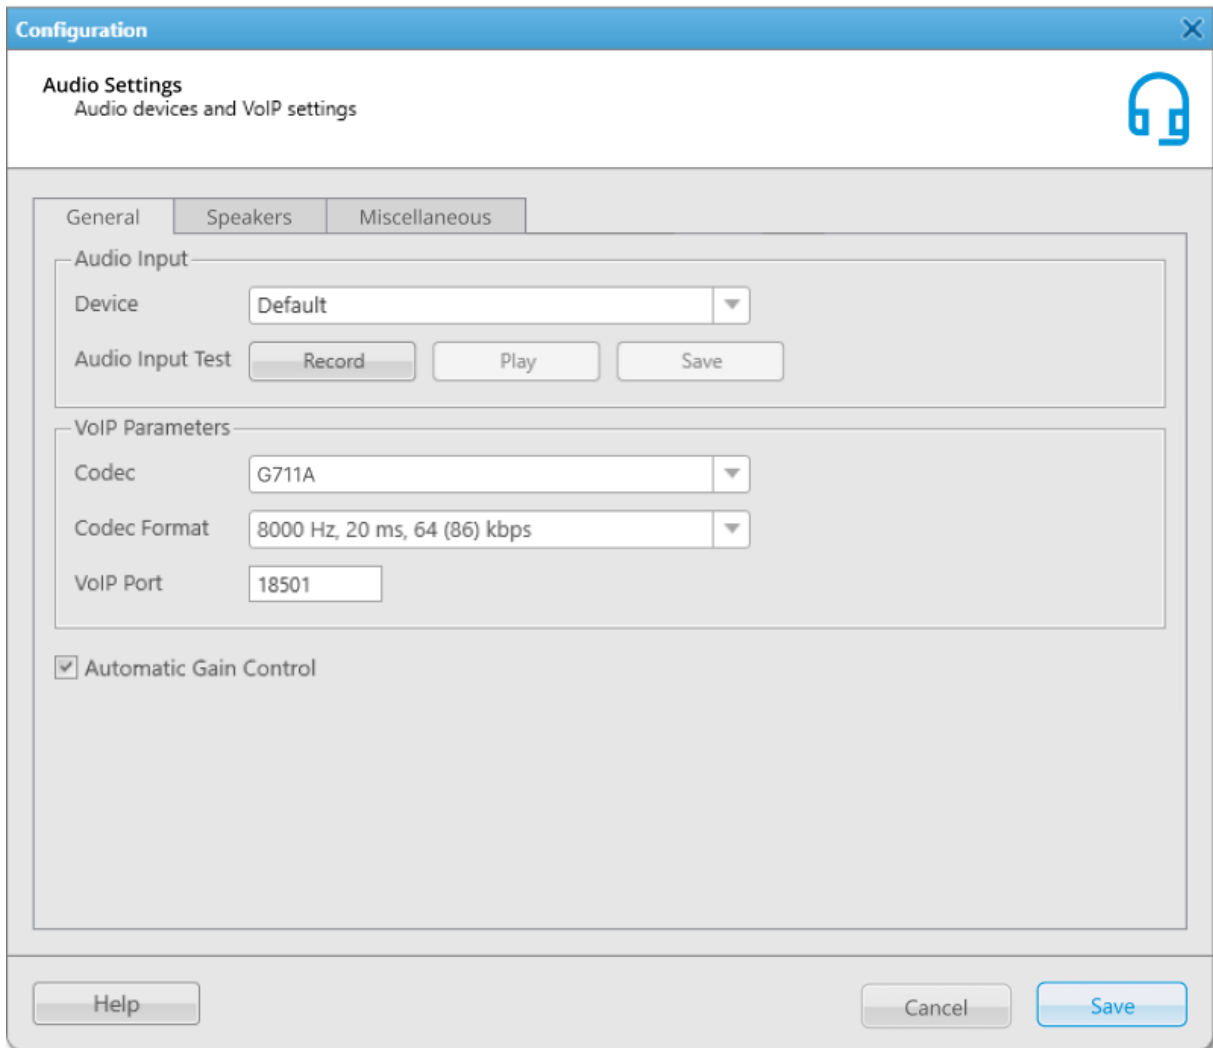 Configuration
Audio Settings
Audio devices and VoIP settings
General Speakers Miscellaneous
Audio Input
Device Default
Audio Input Test Record Play Save
VoIP Parameters
Codec G711A
Codec Format 8000 Hz, 20 ms, 64 (86) kbps
VoIP Port 18501
Automatic Gain Control
Help Cancel Save